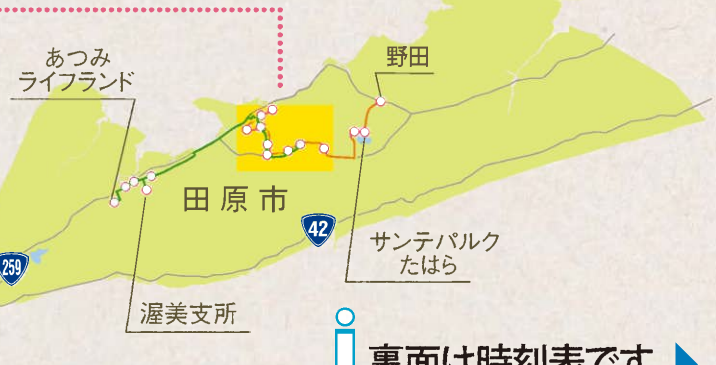 あつみ
ライフランド
野田
田原市
42
サンテパルク
たはら
259
渥美支所
裏面は時刻表です